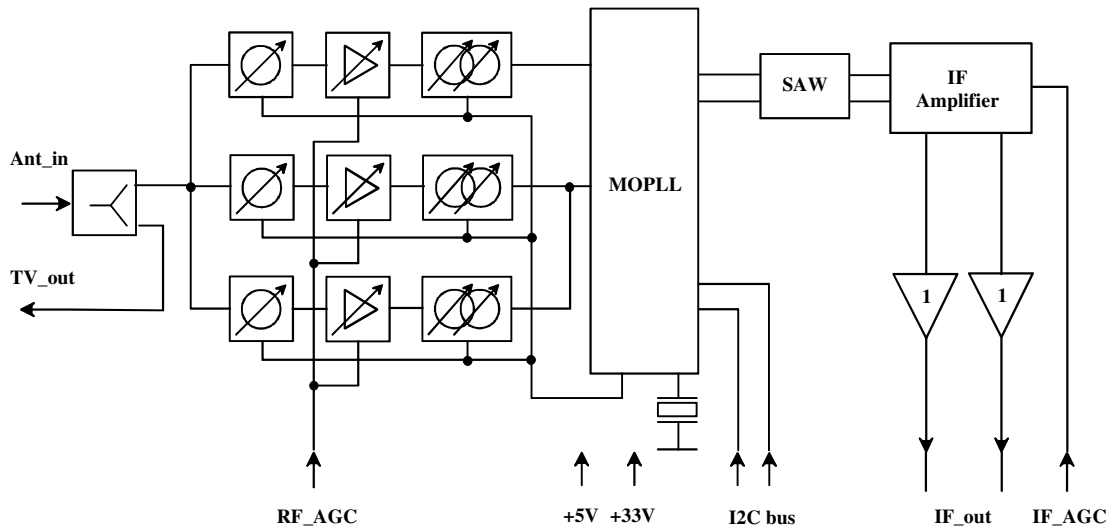 SAW
IF
Amplifier
Ant_in
MOPLL
TV_out
1
1
RF_AGC
+5V
+33V
I2C bus
IF_out
IF_AGC